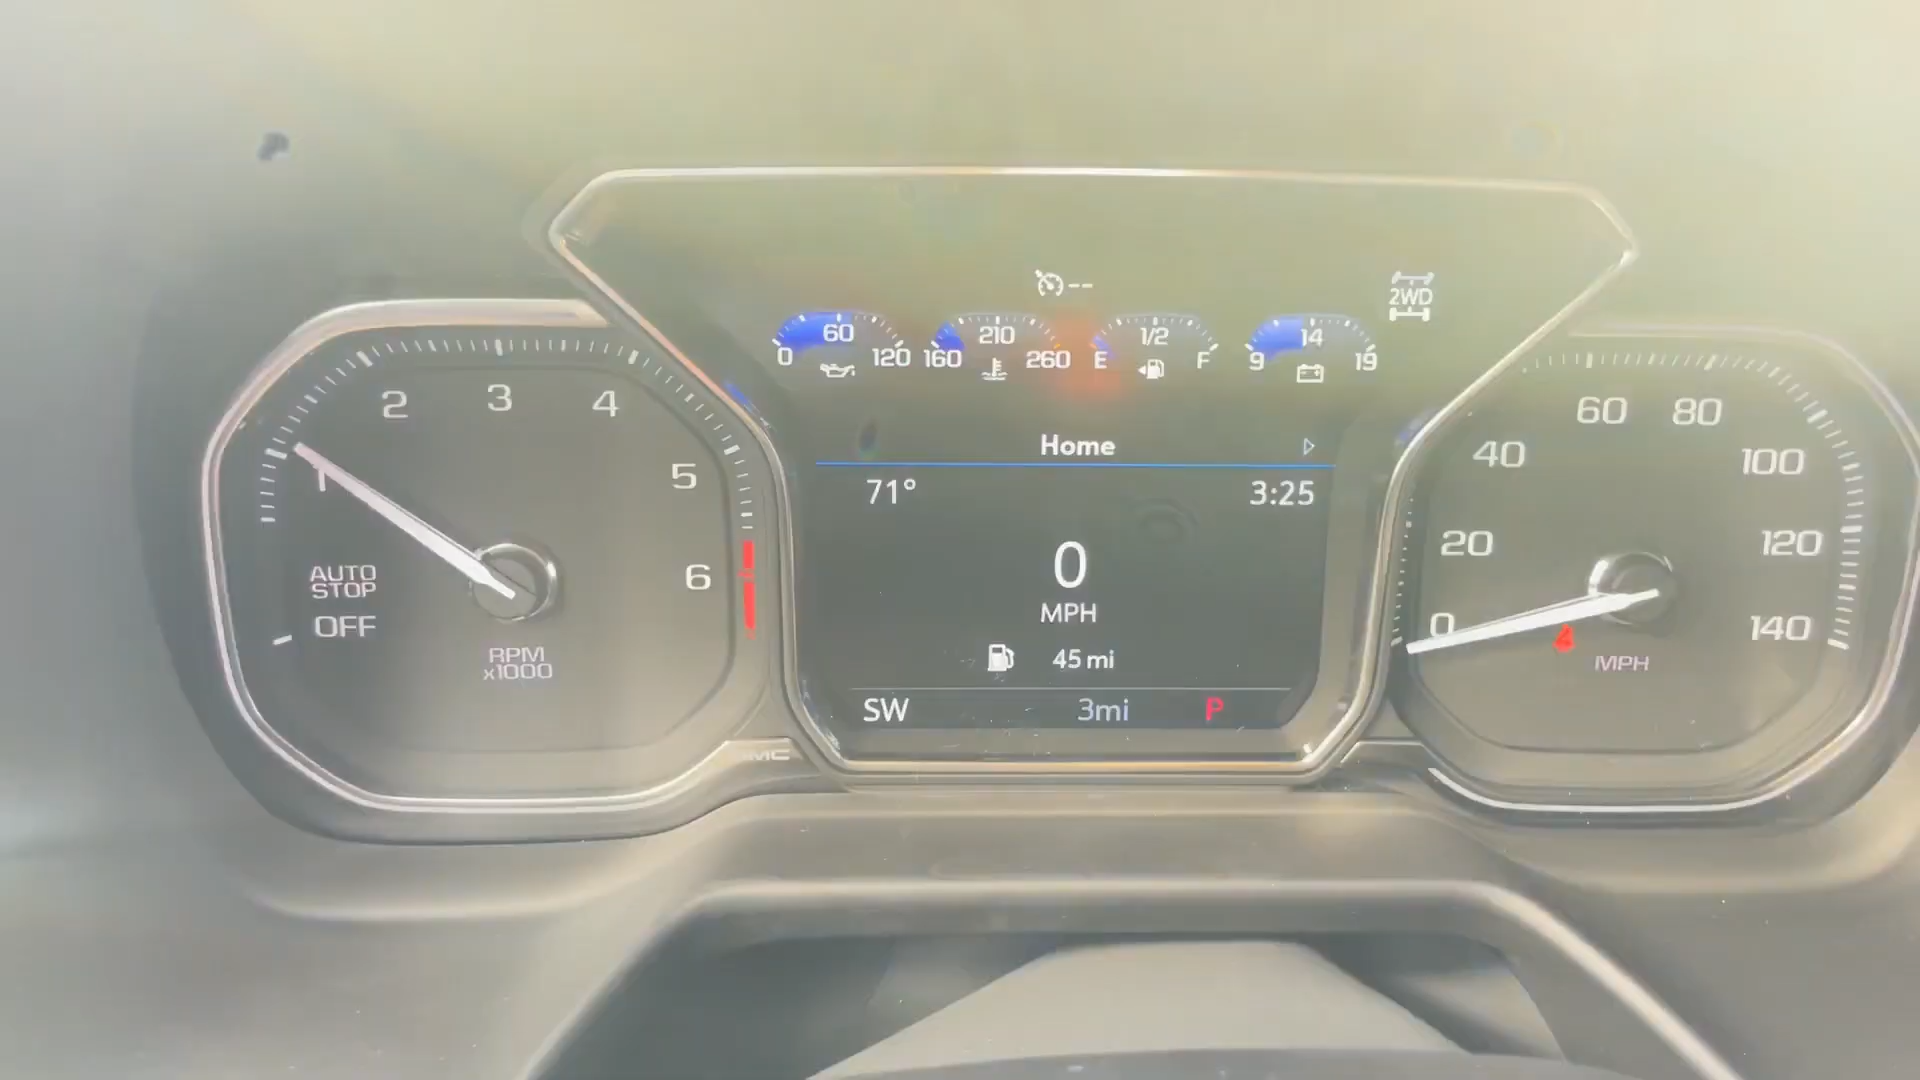 --
2WD
60
0 120
210
160 260
1/2
E F
14
9 19
1 2 3 4 5 6
AUTO
STOP
OFF
RPM
x1000
Home
71° 3:25
0
MPH
45 mi
SW 3mi P
0 20 40 60 80 100 120 140
4
MPH